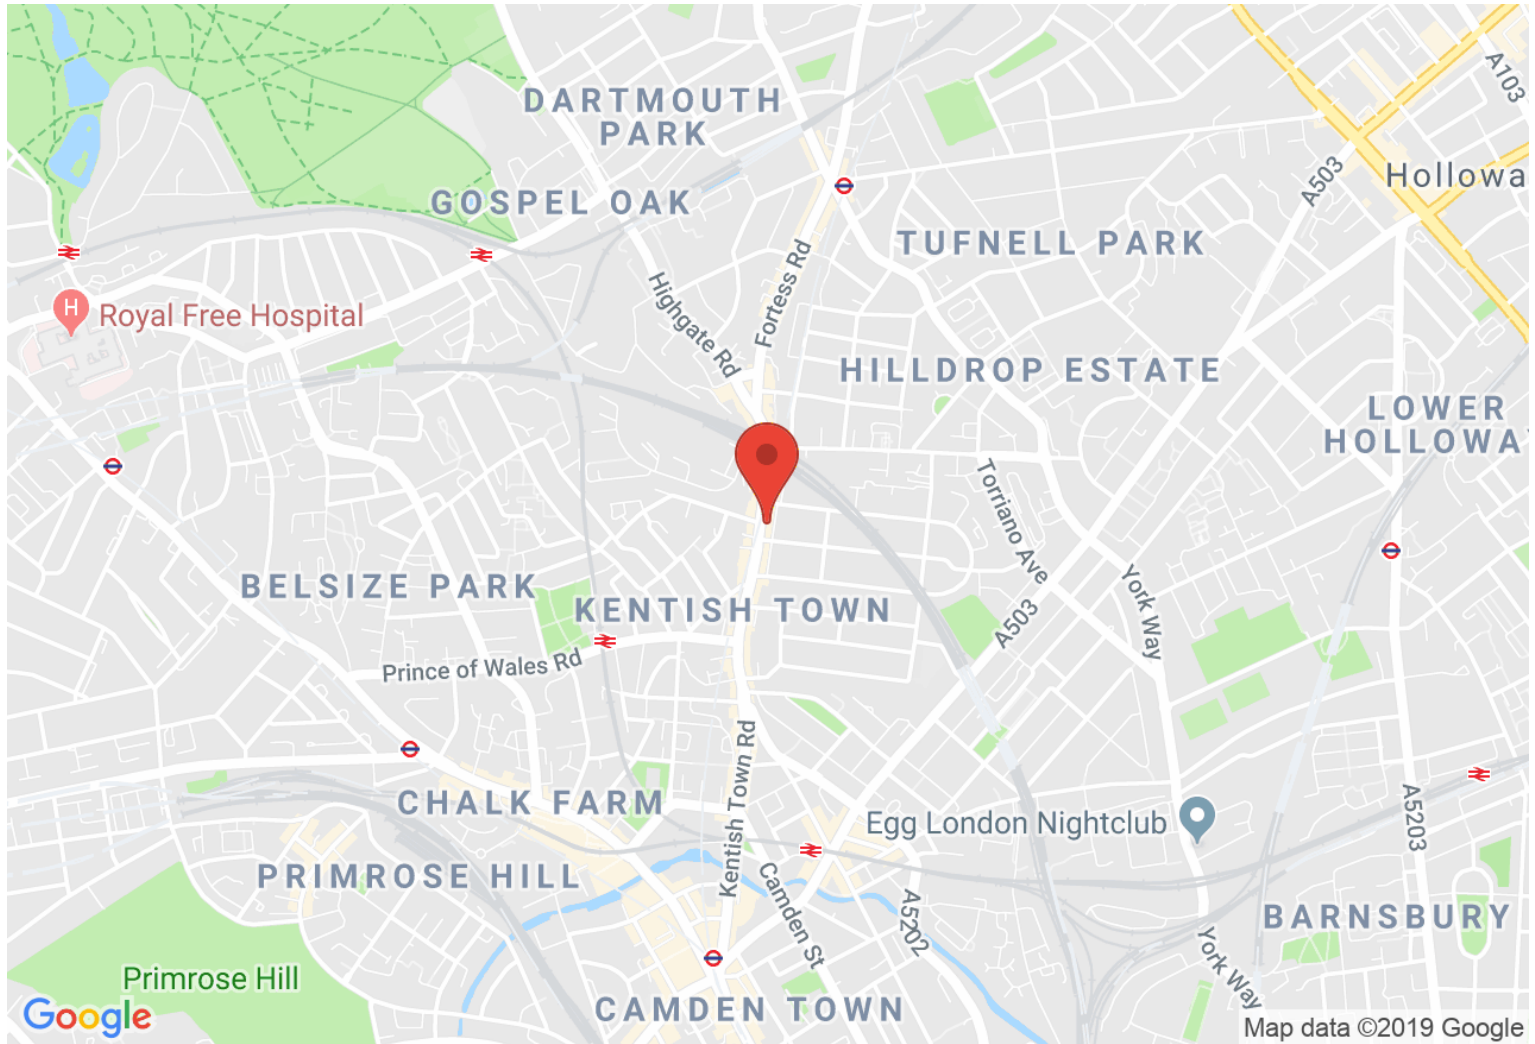 DARTMOUTH
PARK
A103
GOSPEL OAK
A503
Hollowa
TUFNELL PARK
Fortess Rd
Highgate Rd
H
Royal Free Hospital
HILLDROP ESTATE
LOWER
HOLLOWAY
Torriano Ave
BELSIZE PARK
KENTISH TOWN
York Way
A503
Prince of Wales Rd
Kentish Town Rd
CHALK FARM
Egg London Nightclub
A5203
PRIMROSE HILL
Camden St
A5202
BARNSBURY
York Way
Primrose Hill
CAMDEN TOWN
Google
Map data ©2019 Google